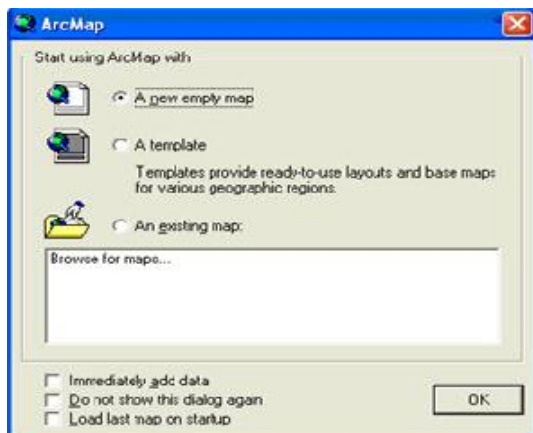 ArcMap
Start using ArcMap with
A new empty map
A template
Templates provide ready-to-use layouts and base maps
for various geographic regions.
An existing map:
Browse for maps...
Immediately add data
Do not show this dialog again
Load last map on startup
OK